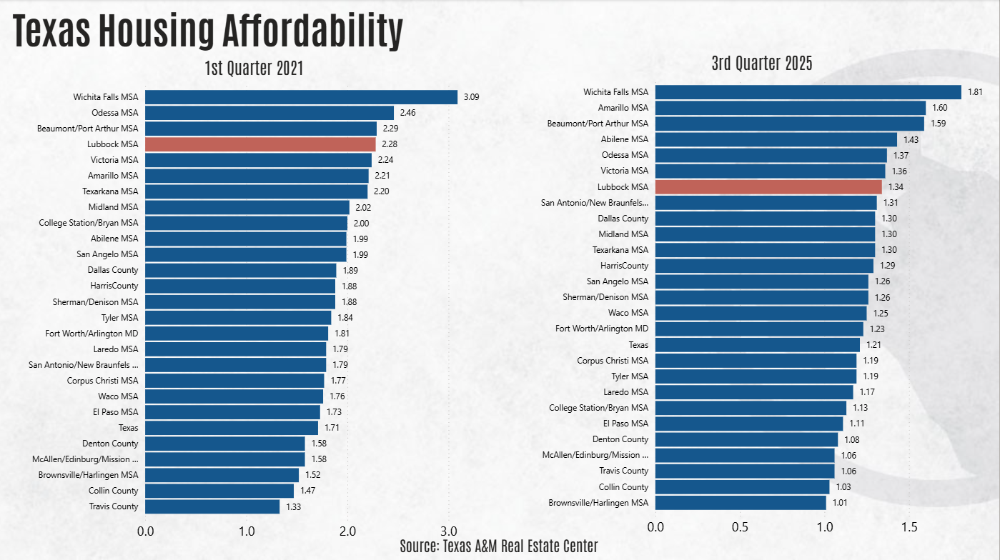 Texas Housing Affordability
1st Quarter 2021
Wichita Falls MSA 3.09
Odessa MSA 2.46
Beaumont/Port Arthur MSA 2.29
Lubbock MSA 2.28
Victoria MSA 2.24
Amarillo MSA 2.21
Texarkana MSA 2.20
Midland MSA 2.02
College Station/Bryan MSA 2.00
Abilene MSA 1.99
San Angelo MSA 1.99
Dallas County 1.89
HarrisCounty 1.88
Sherman/Denison MSA 1.88
Tyler MSA 1.84
Fort Worth/Arlington MD 1.81
Laredo MSA 1.79
San Antonio/New Braunfels ... 1.79
Corpus Christi MSA 1.77
Waco MSA 1.76
El Paso MSA 1.73
Texas 1.71
Denton County 1.58
McAllen/Edinburg/Mission ... 1.58
Brownsville/Harlingen MSA 1.52
Collin County 1.47
Travis County 1.33
0.0 1.0 2.0 3.0
3rd Quarter 2025
Wichita Falls MSA 1.81
Amarillo MSA 1.60
Beaumont/Port Arthur MSA 1.59
Abilene MSA 1.43
Odessa MSA 1.37
Victoria MSA 1.36
Lubbock MSA 1.34
San Antonio/New Braunfels... 1.31
Dallas County 1.30
Midland MSA 1.30
Texarkana MSA 1.30
HarrisCounty 1.29
San Angelo MSA 1.26
Sherman/Denison MSA 1.26
Waco MSA 1.25
Fort Worth/Arlington MD 1.23
Texas 1.21
Corpus Christi MSA 1.19
Tyler MSA 1.19
Laredo MSA 1.17
College Station/Bryan MSA 1.13
El Paso MSA 1.11
Denton County 1.08
McAllen/Edinburg/Mission ... 1.06
Travis County 1.06
Collin County 1.03
Brownsville/Harlingen MSA 1.01
0.0 0.5 1.0 1.5
Source: Texas A&M Real Estate Center